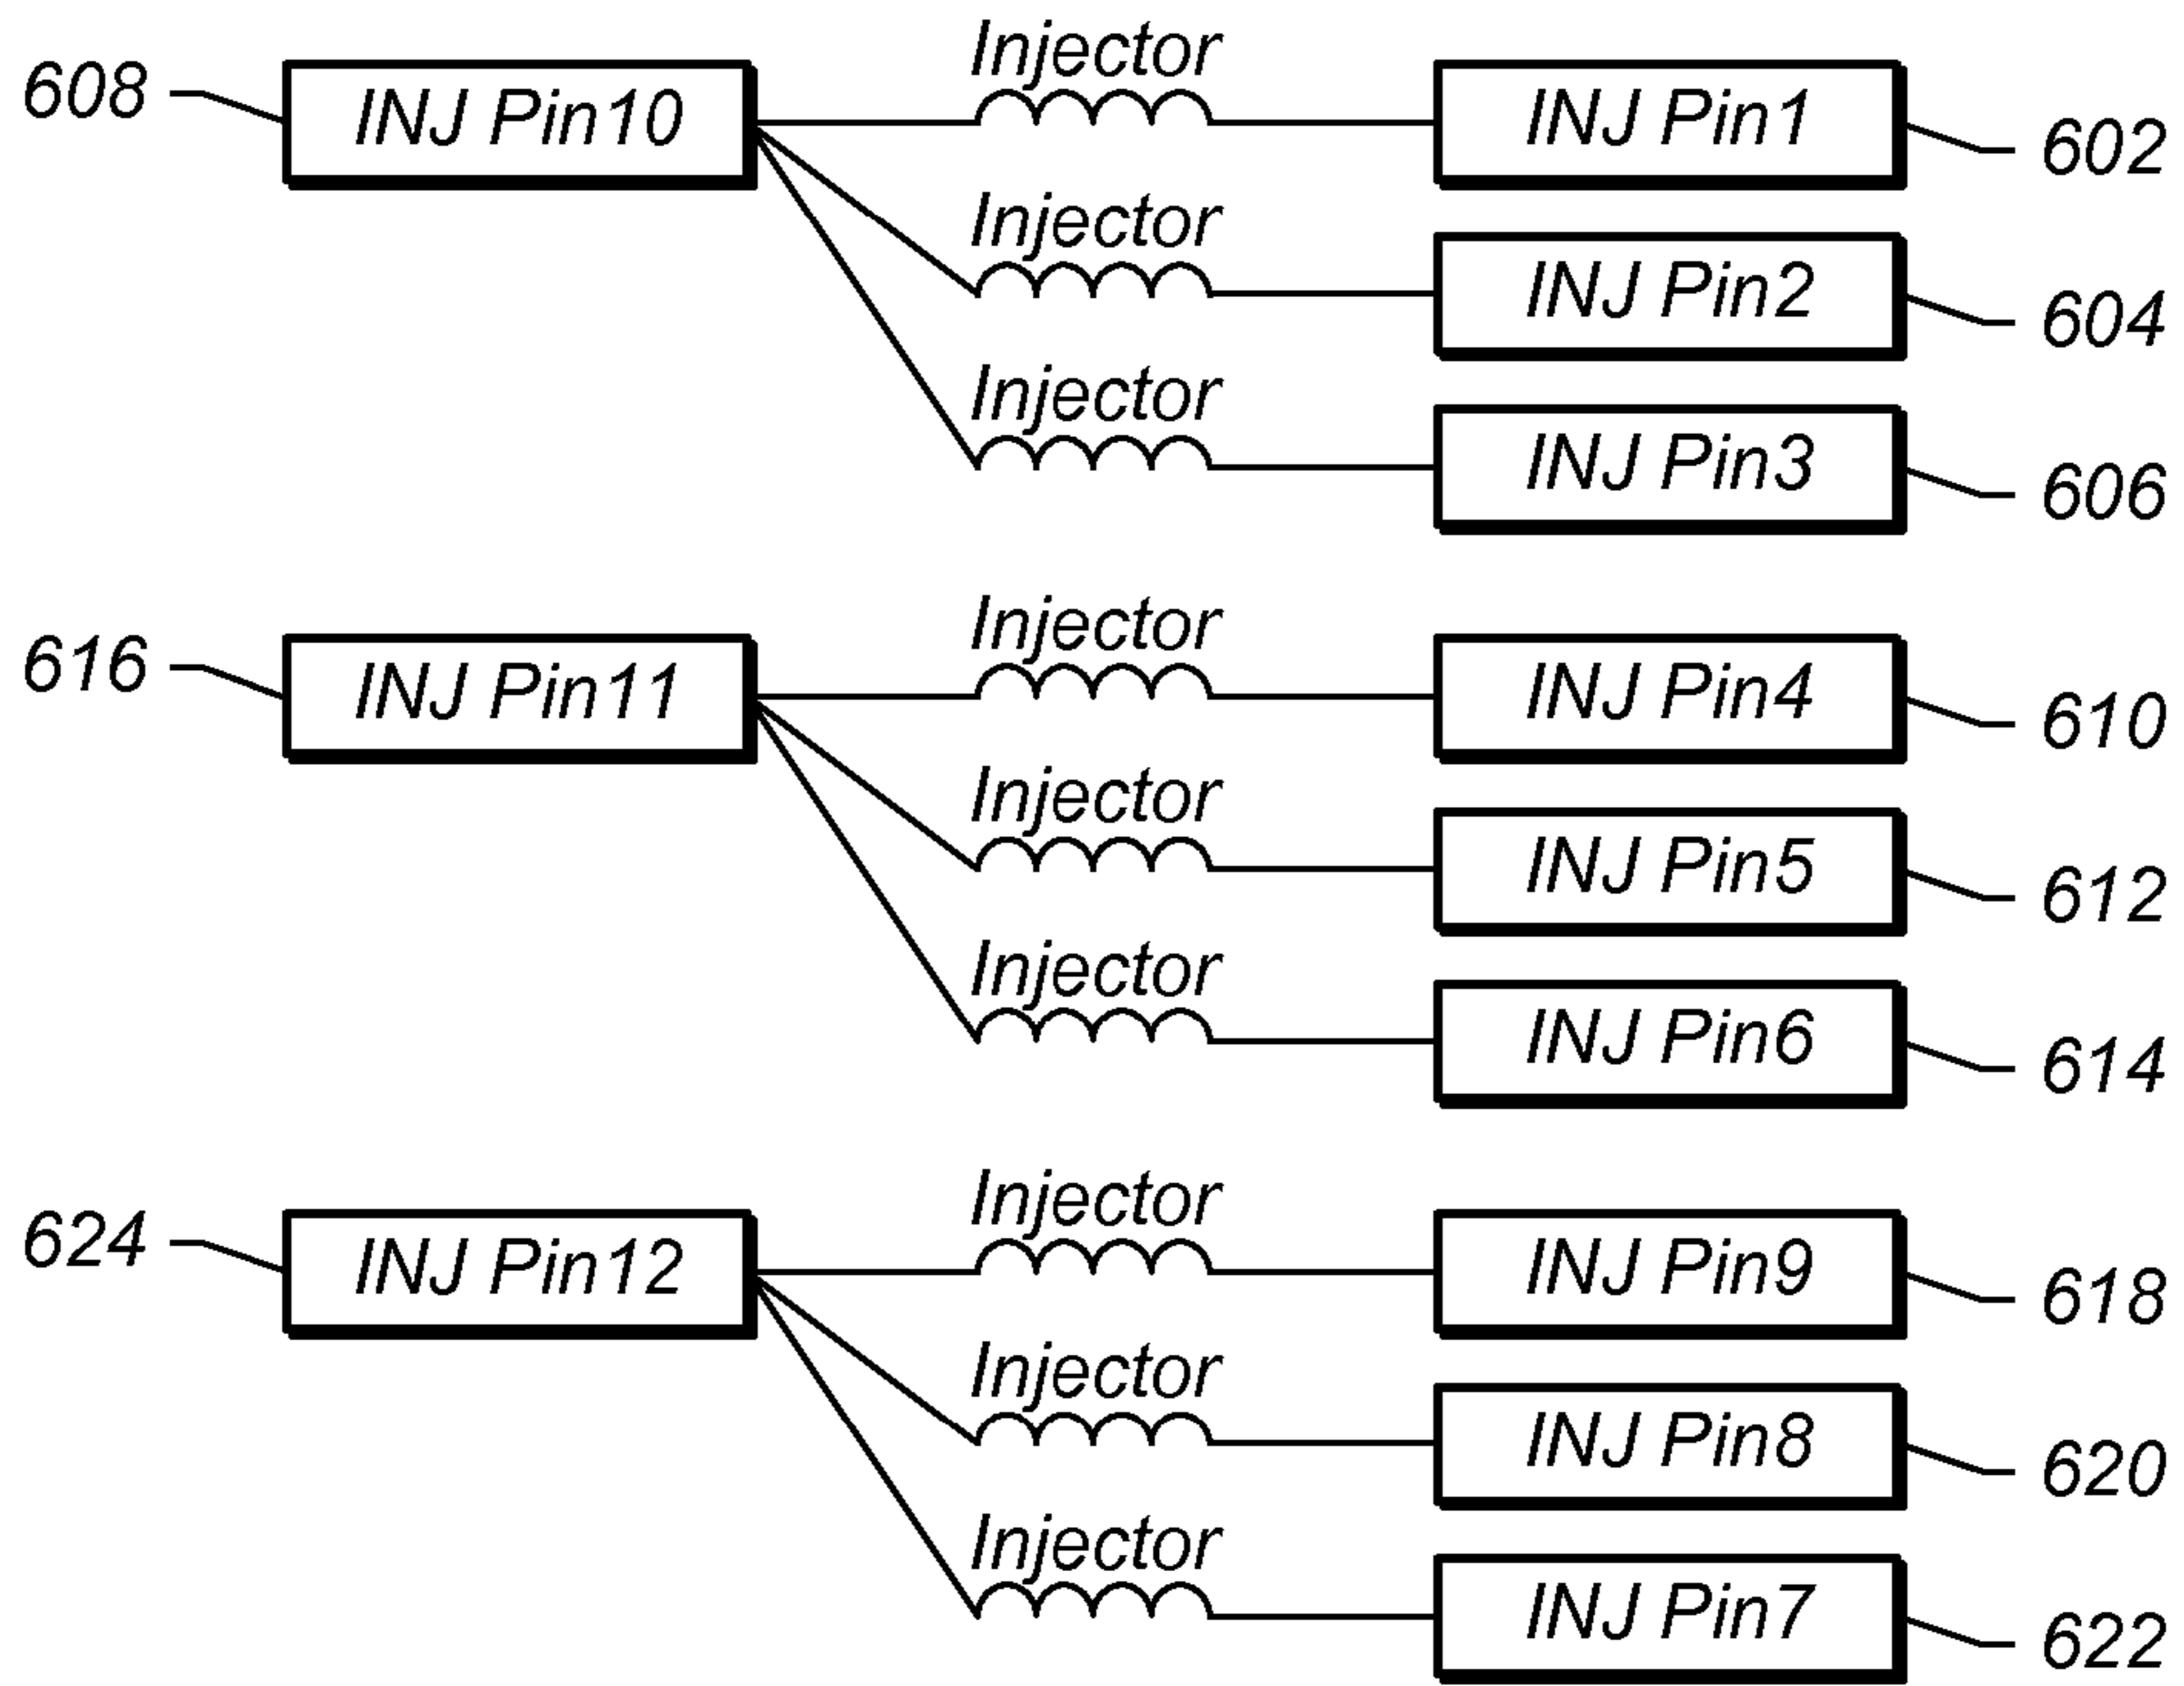 Injector
608 INJ Pin10 INJ Pin1 602
Injector
INJ Pin2 604
Injector
INJ Pin3 606
Injector
616 INJ Pin11 INJ Pin4 610
Injector
INJ Pin5 612
Injector
INJ Pin6 614
Injector
624 INJ Pin12 INJ Pin9 618
Injector
INJ Pin8 620
Injector
INJ Pin7 622